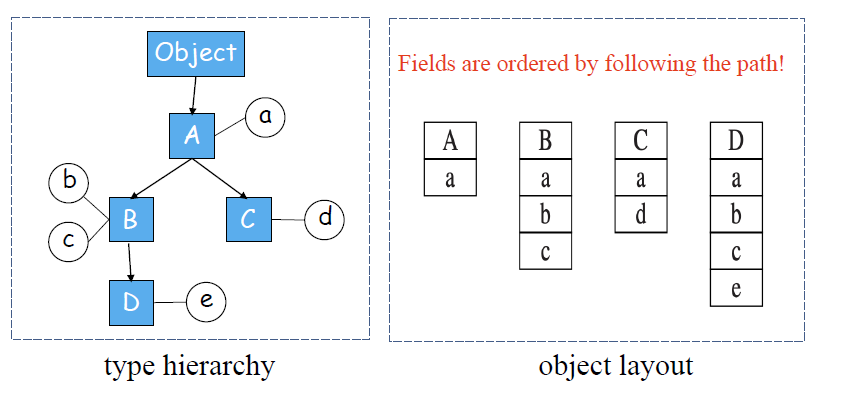 Object
A
a
b
c
B
C
d
D
e
type hierarchy
Fields are ordered by following the path!
A
a
B
a
b
c
C
a
d
D
a
b
c
e
object layout